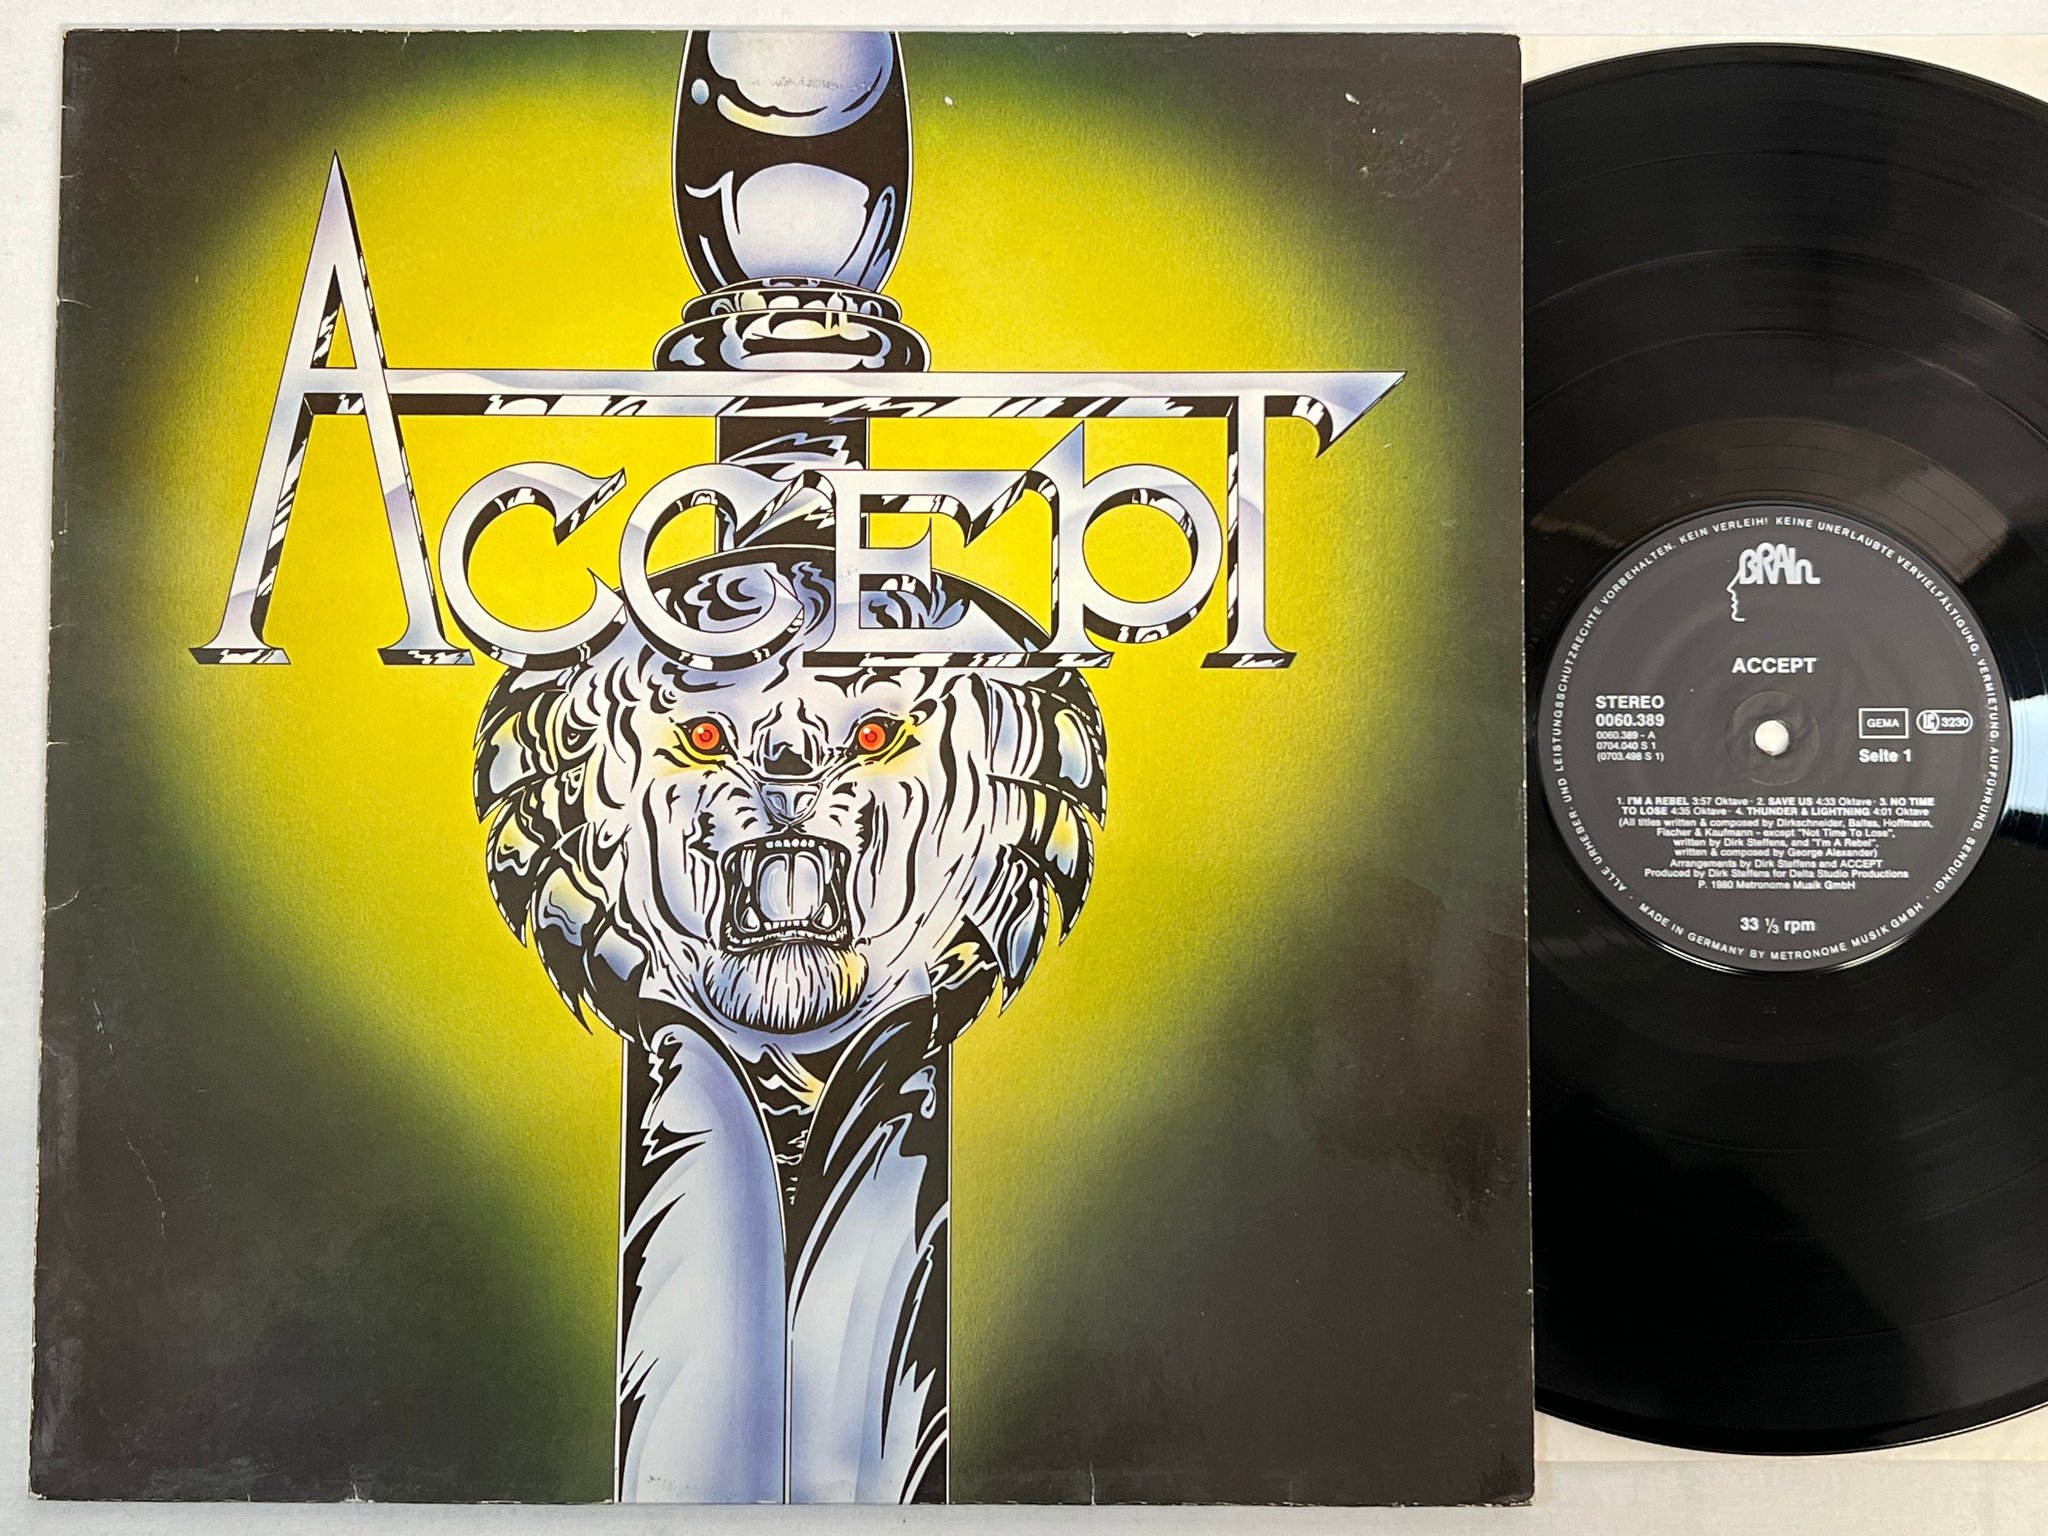 Accept
BRAIN
ACCEPT
STEREO
0060.389
0060.389 - A
0704.040 S 1
(0703.498 S 1)
GEMA
LC 3230
Seite 1
1. I'M A REBEL 3:57 Oktave · 2. SAVE US 4:33 Oktave · 3. NO TIME
TO LOSE 4:35 Oktave · 4. THUNDER & LIGHTNING 4:01 Oktave
(All titles written & composed by Dirkschneider, Baltes, Hoffmann,
Fischer & Kaufmann - except "Not Time To Lose",
written by Dirk Steffens, and "I'm A Rebel",
written & composed by George Alexander)
Arrangements by Dirk Steffens and ACCEPT
Produced by Dirk Steffens for Delta Studio Productions
P. 1980 Metronome Musik GmbH
33 1/3 rpm
ALLE URHEBER- UND LEISTUNGSSCHUTZRECHTE VORBEHALTEN. KEIN VERLEIH! KEINE UNERLAUBTE VERVIELFÄLTIGUNG, VERMIETUNG, AUFFÜHRUNG, SENDUNG!
· MADE IN GERMANY BY METRONOME MUSIK GMBH ·